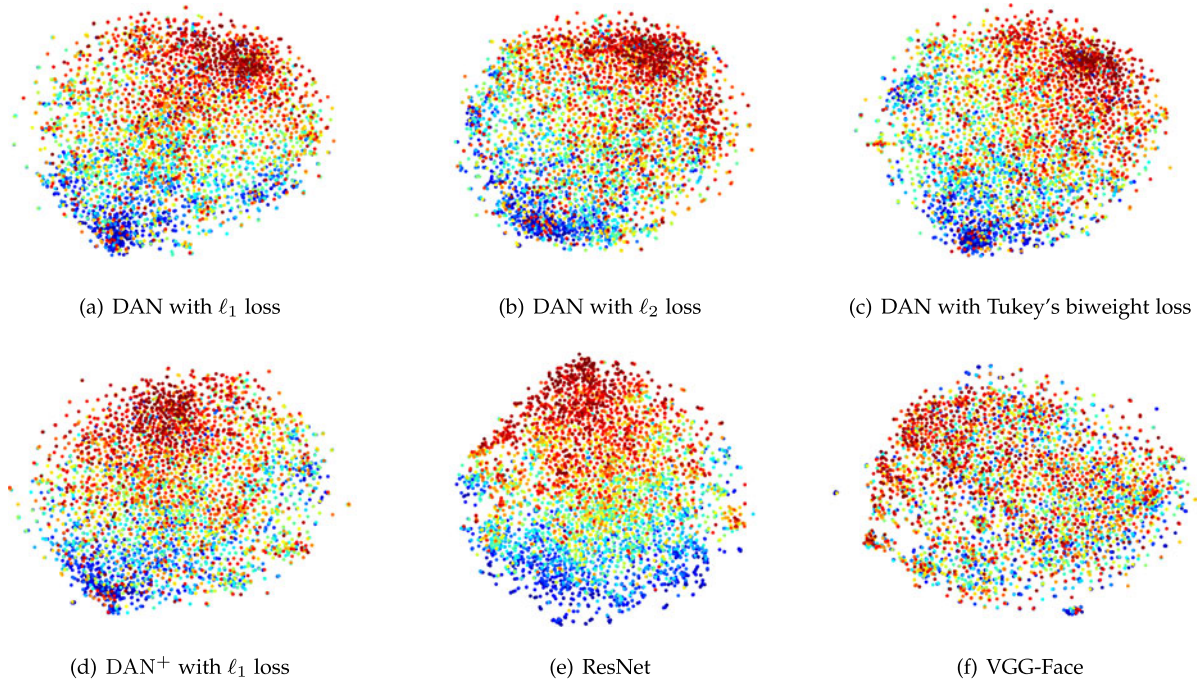 (a) DAN with ℓ₁ loss
(b) DAN with ℓ₂ loss
(c) DAN with Tukey's biweight loss
(d) DAN⁺ with ℓ₁ loss
(e) ResNet
(f) VGG-Face